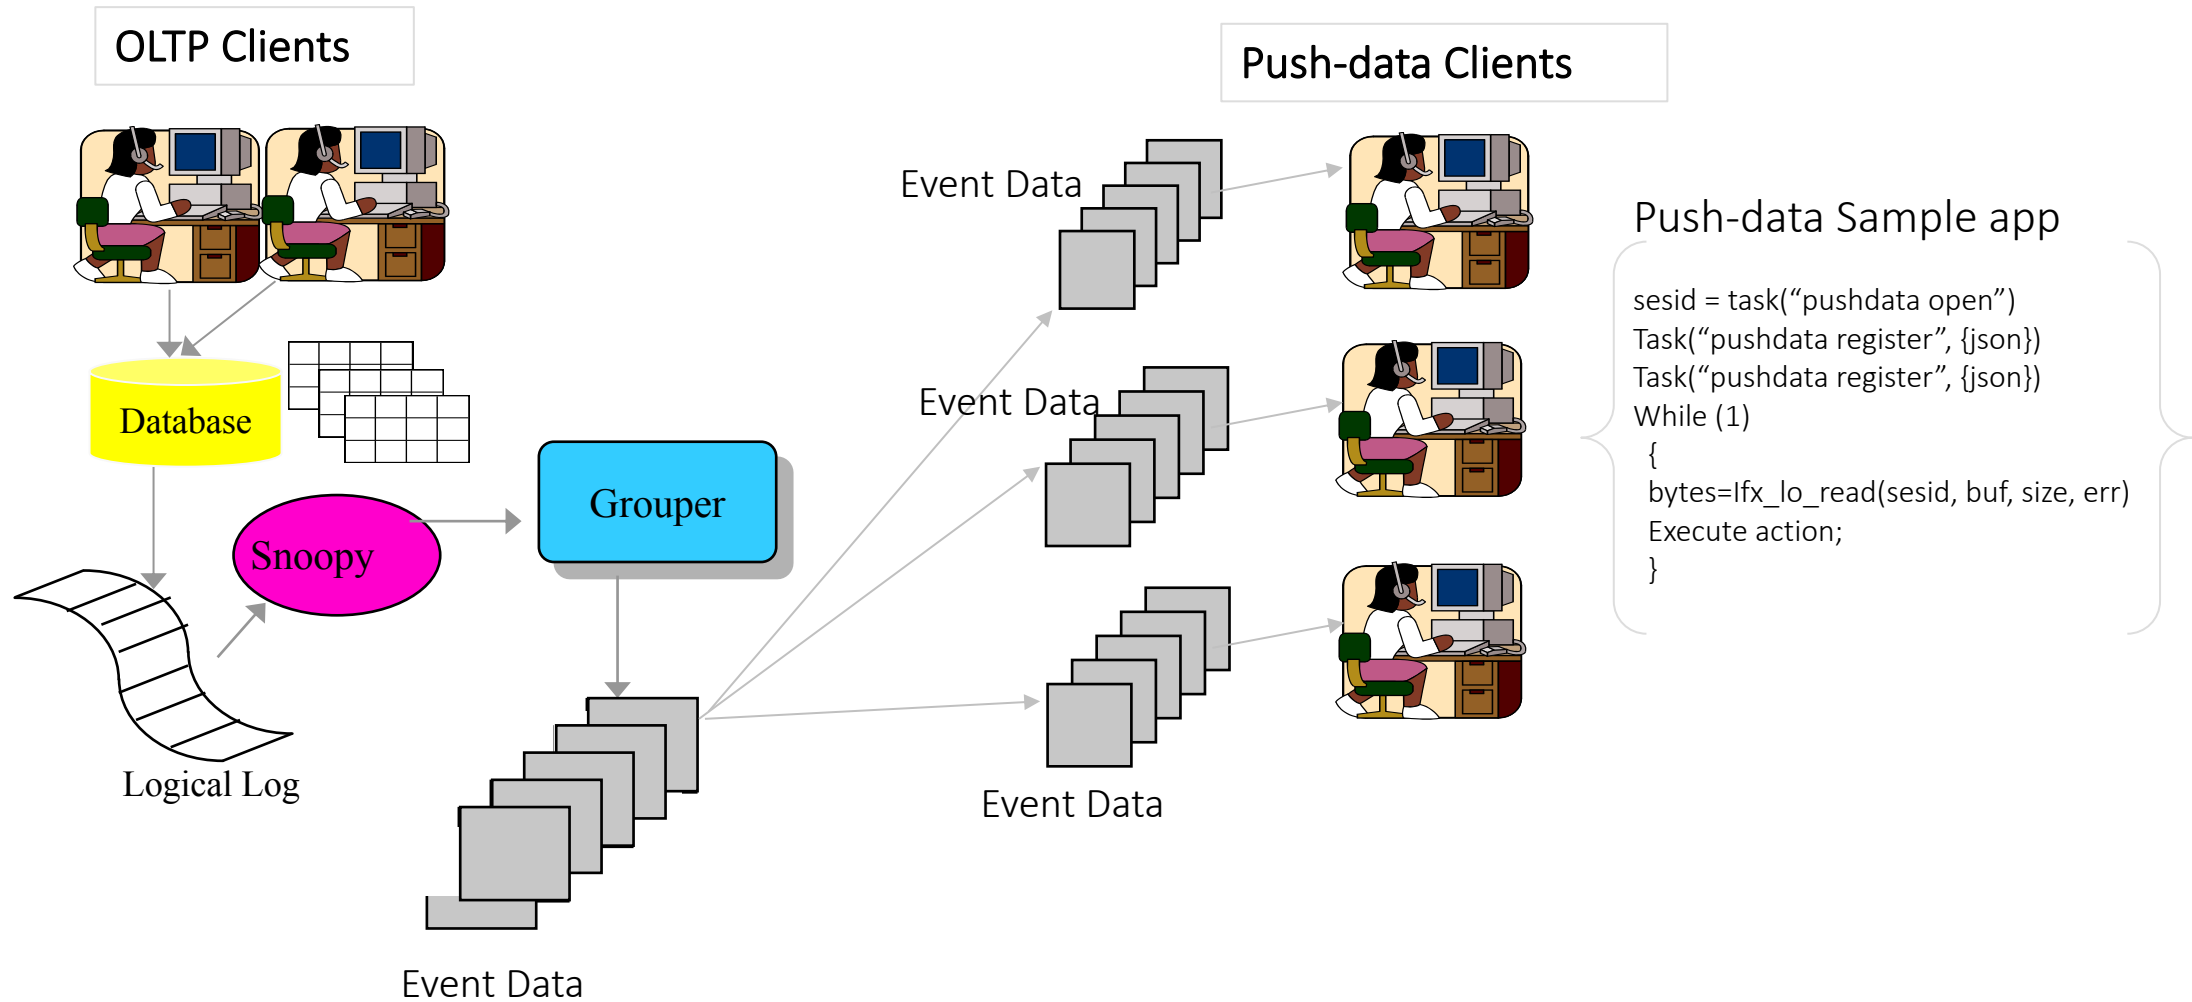 OLTP Clients
Push-data Clients
Event Data
Push-data Sample app
sesid = task(“pushdata open”)
Task(“pushdata register”, {json})
Task(“pushdata register”, {json})
While (1)
{
bytes=Ifx_lo_read(sesid, buf, size, err)
Execute action;
}
Event Data
Database
Grouper
Snoopy
Logical Log
Event Data
Event Data